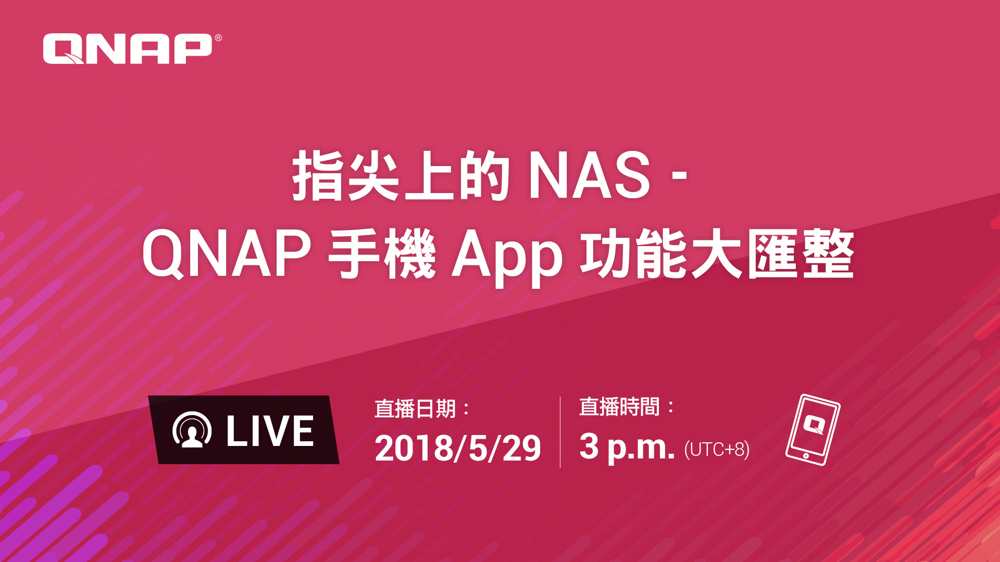 QNAP®
指尖上的 NAS -
QNAP 手機 App 功能大匯整
LIVE
直播日期：
2018/5/29
直播時間：
3 p.m. (UTC+8)